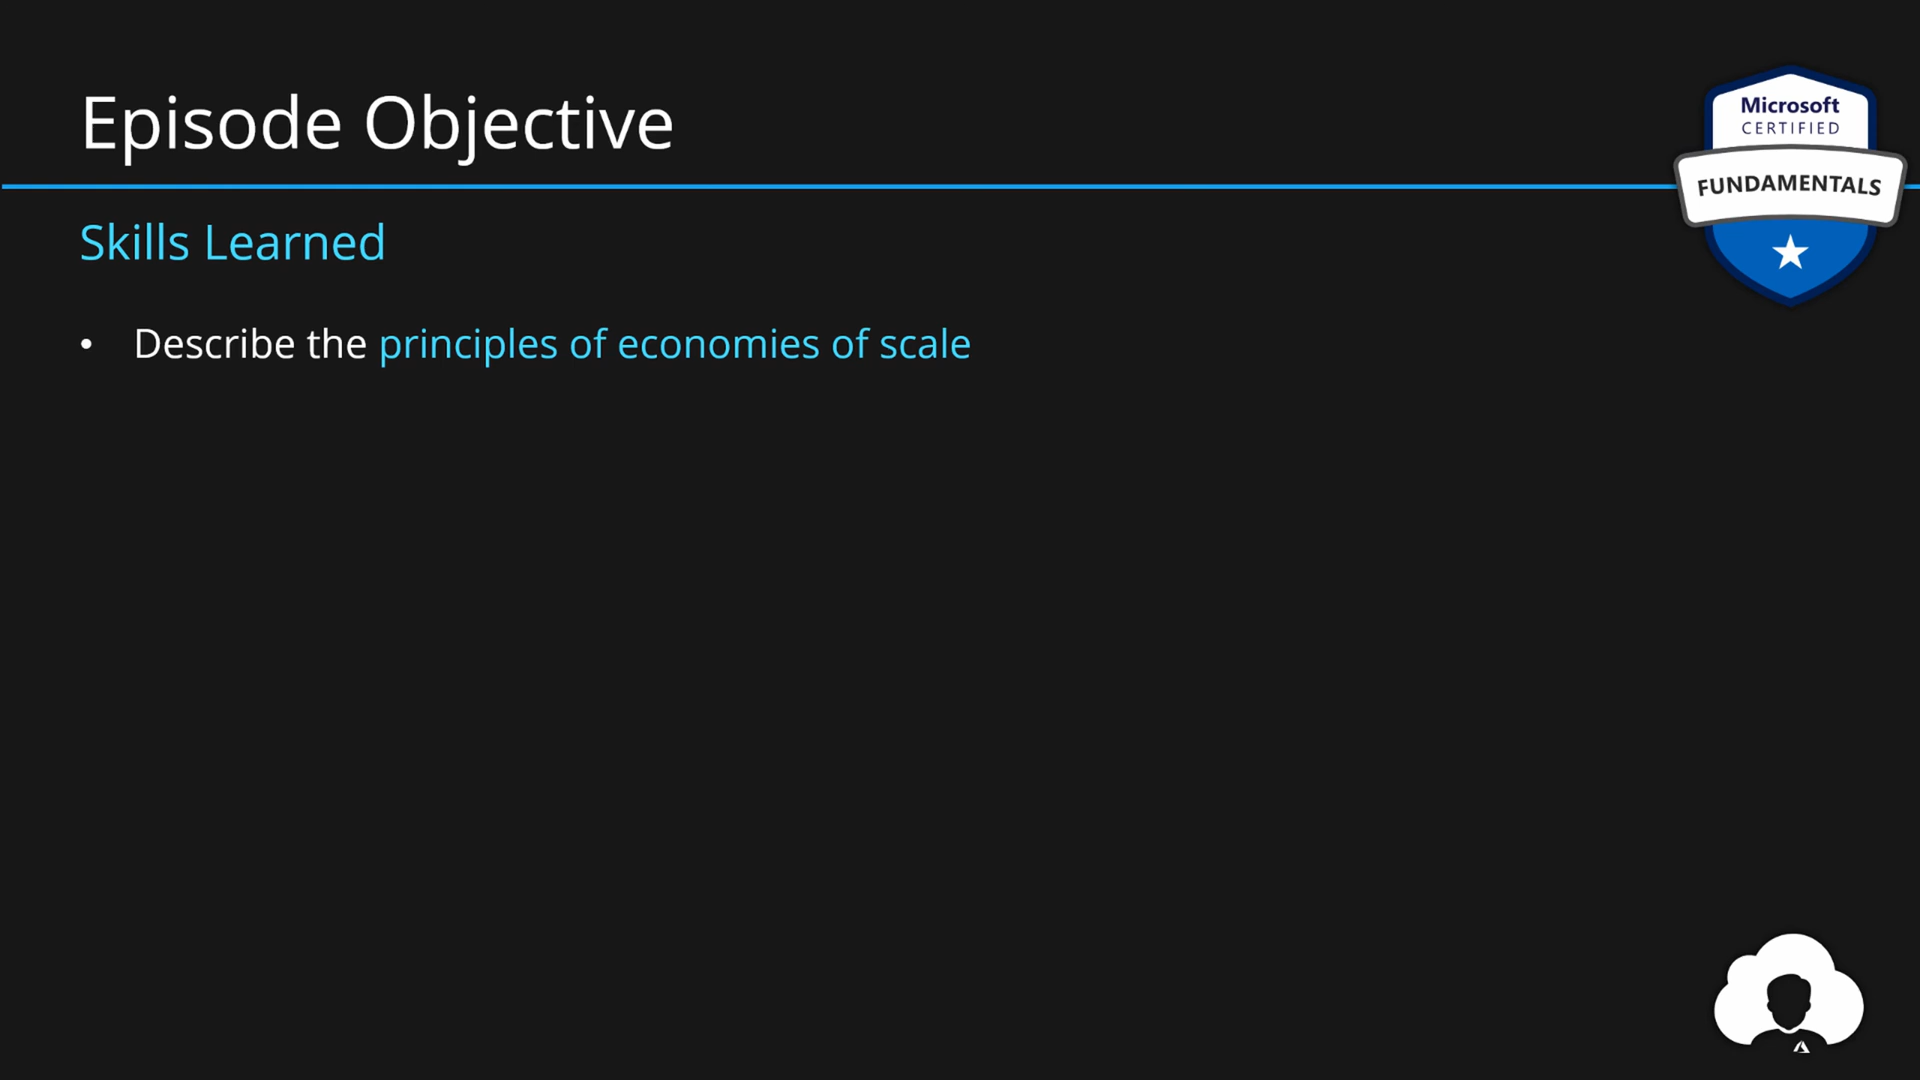 Episode Objective
Microsoft
CERTIFIED
FUNDAMENTALS
Skills Learned
• Describe the principles of economies of scale